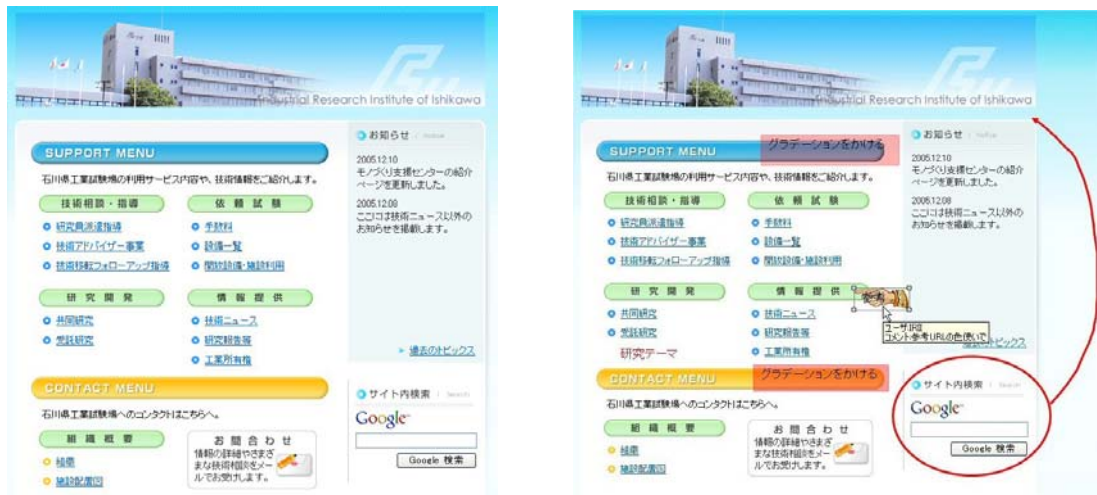 Industrial Research Institute of Ishikawa
SUPPORT MENU
石川県工業試験場の利用サービス内容や、技術情報をご紹介します。
技術相談・指導
依頼試験
研究員派遣指導
手数料
技術アドバイザー事業
設備一覧
技術移転フォローアップ指導
開放設備・施設利用
研究開発
情報提供
共同研究
技術ニュース
受託研究
研究報告等
工業所有権
お知らせ
2005.12.10
モノづくり支援センターの紹介
ページを更新しました。
2005.12.08
ここには技術ニュース以外の
お知らせを掲載します。
過去のトピックス
CONTACT MENU
石川県工業試験場へのコンタクトはこちらへ。
組織概要
お問合わせ
情報の詳細やさまざ
まな技術相談をメー
ルでお受けします。
組織
施設配置図
サイト内検索
Google
Google 検索
Industrial Research Institute of Ishikawa
SUPPORT MENU
グラデーションをかける
石川県工業試験場の利用サービス内容や、技術情報をご紹介します。
技術相談・指導
依頼試験
研究員派遣指導
手数料
技術アドバイザー事業
設備一覧
技術移転フォローアップ指導
開放設備・施設利用
研究開発
情報提供
共同研究
技術ニュース
受託研究
研究報告等
研究テーマ
工業所有権
参考
ユーザIRII
コメント参考URLの色使いで
お知らせ
2005.12.10
モノづくり支援センターの紹介
ページを更新しました。
2005.12.08
ここには技術ニュース以外の
お知らせを掲載します。
過去のトピックス
CONTACT MENU
グラデーションをかける
石川県工業試験場へのコンタクトはこちらへ。
組織概要
お問合わせ
情報の詳細やさまざ
まな技術相談をメー
ルでお受けします。
組織
施設配置図
サイト内検索
Google
Google 検索